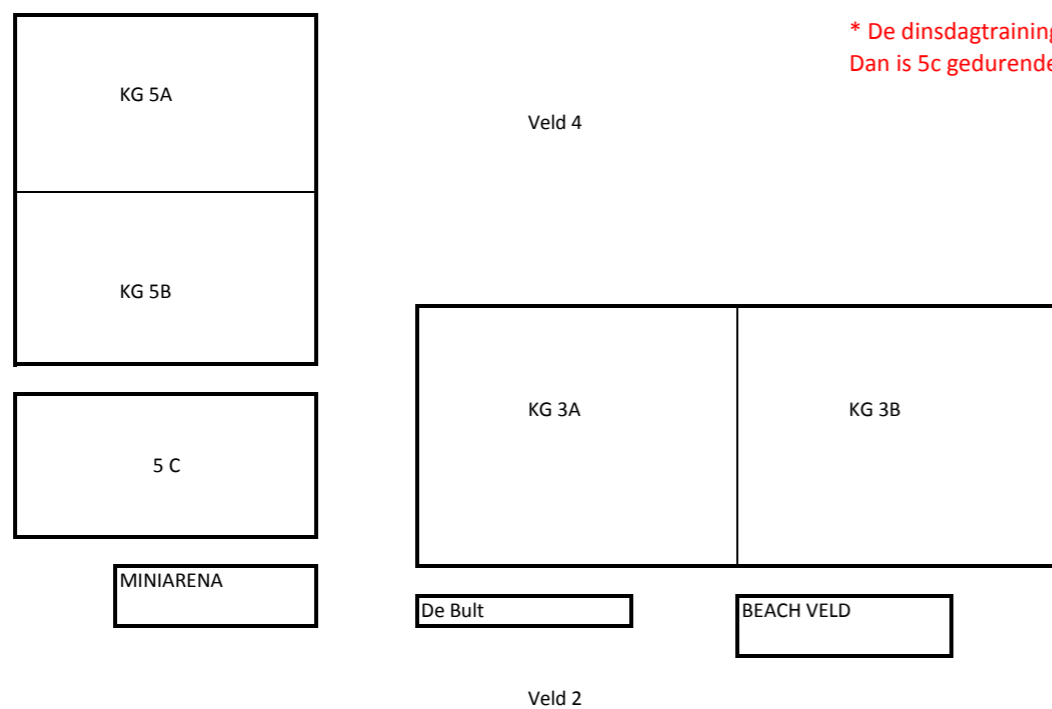 * De dinsdagtraining
Dan is 5c gedurende
KG 5A
Veld 4
KG 5B
KG 3A
KG 3B
5 C
MINIARENA
De Bult
BEACH VELD
Veld 2